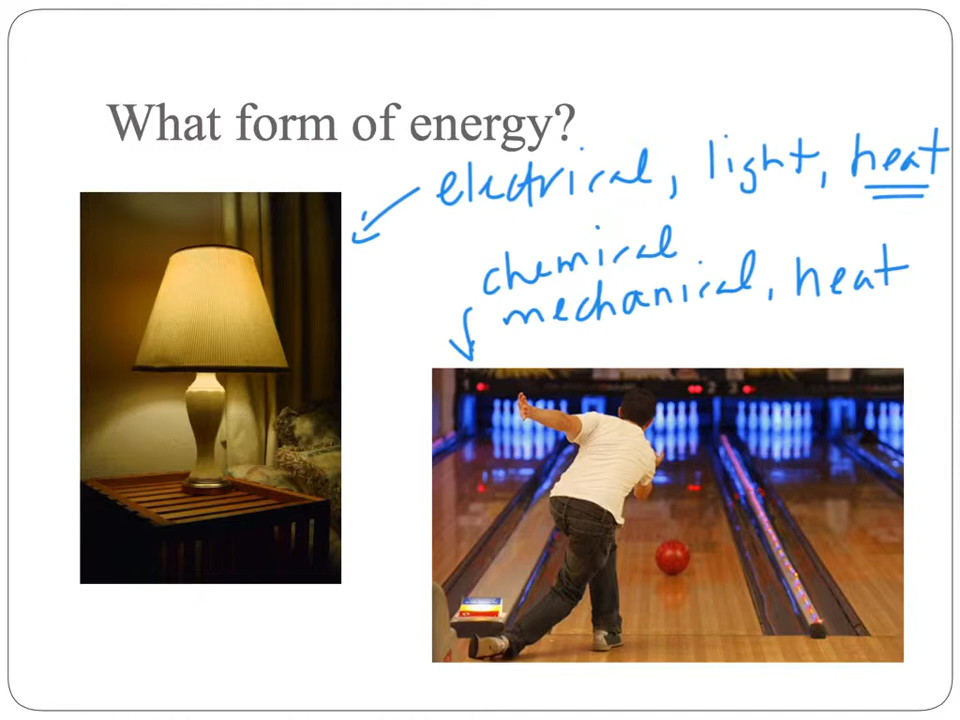 What form of energy?
electrical, light, heat
chemical
mechanical, heat